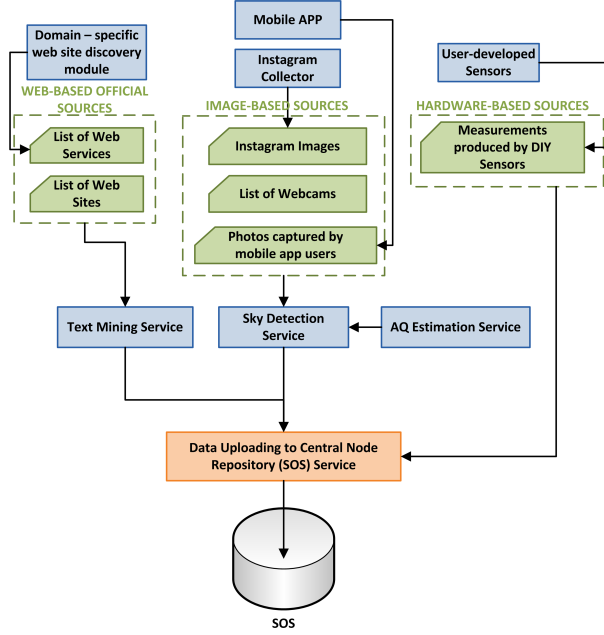 Mobile APP
Domain – specific
web site discovery
module
Instagram
Collector
User-developed
Sensors
WEB-BASED OFFICIAL
SOURCES
IMAGE-BASED SOURCES
HARDWARE-BASED SOURCES
List of Web
Services
Instagram Images
Measurements
produced by DIY
Sensors
List of Web
Sites
List of Webcams
Photos captured by
mobile app users
Text Mining Service
Sky Detection
Service
AQ Estimation Service
Data Uploading to Central Node
Repository (SOS) Service
SOS